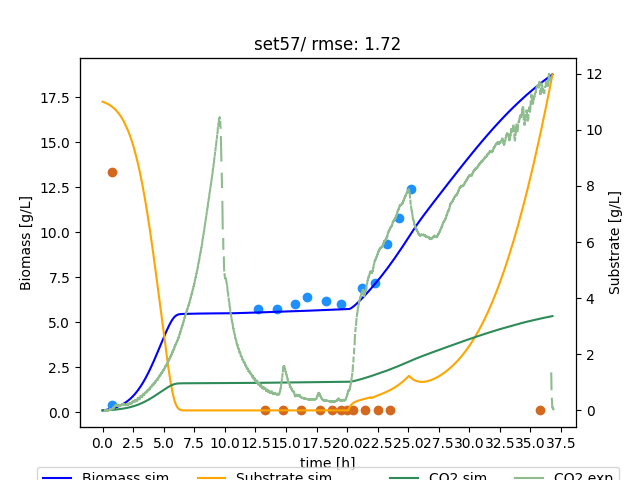 set57/ rmse: 1.72
Biomass [g/L]
17.5
15.0
12.5
10.0
7.5
5.0
2.5
0.0
12
10
8
6
4
2
0
Substrate [g/L]
0.0 2.5 5.0 7.5 10.0 12.5 15.0 17.5 20.0 22.5 25.0 27.5 30.0 32.5 35.0 37.5
time [h]
Biomass sim Substrate sim CO2 sim CO2 exp